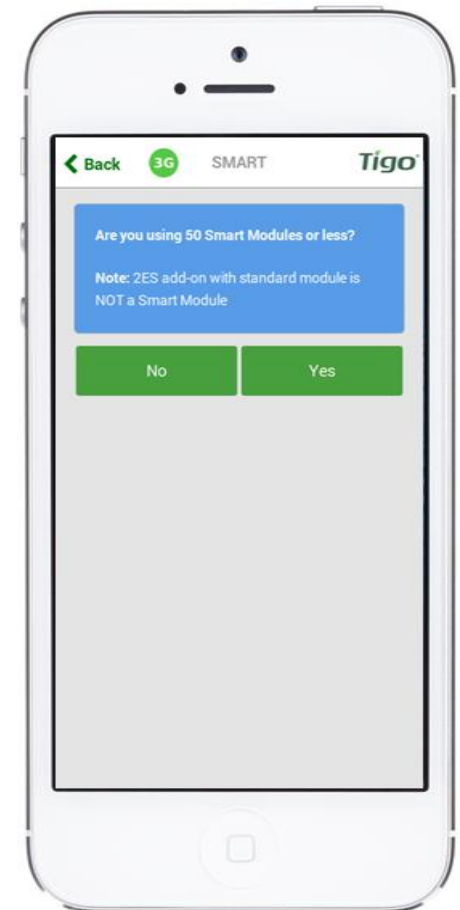 Back 3G SMART Tigo
Are you using 50 Smart Modules or less?
Note: 2ES add-on with standard module is
NOT a Smart Module
No Yes